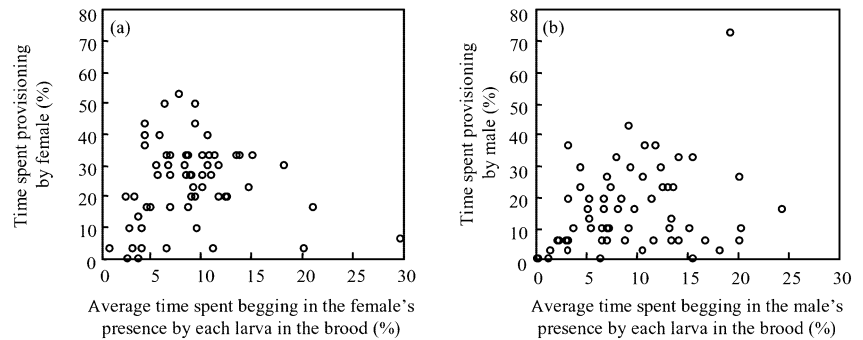 (a)
80
70
60
50
40
30
20
10
0
0 5 10 15 20 25 30
Time spent provisioning
by female (%)
Average time spent begging in the female's
presence by each larva in the brood (%)
(b)
80
70
60
50
40
30
20
10
0
0 5 10 15 20 25 30
Time spent provisioning
by male (%)
Average time spent begging in the male's
presence by each larva in the brood (%)